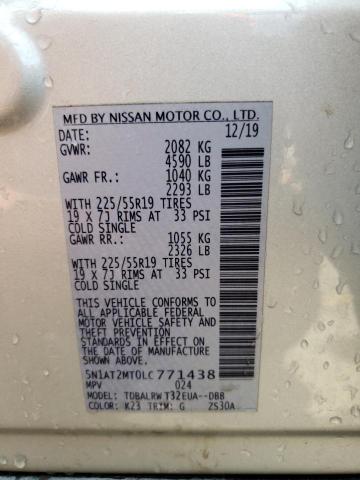 MFD BY NISSAN MOTOR CO., LTD.
DATE: 12/19
GVWR: 2082 KG
4590 LB
GAWR FR.: 1040 KG
2293 LB
WITH 225/55R19 TIRES
19 X 7J RIMS AT 33 PSI
COLD SINGLE
GAWR RR.: 1055 KG
2326 LB
WITH 225/55R19 TIRES
19 X 7J RIMS AT 33 PSI
COLD SINGLE
THIS VEHICLE CONFORMS TO
ALL APPLICABLE FEDERAL
MOTOR VEHICLE SAFETY AND
THEFT PREVENTION
STANDARDS IN EFFECT ON
THE DATE OF MANUFACTURE
SHOWN ABOVE.
5N1AT2MT0LC771438
MPV 024
MODEL: TDBALRWT32EUA--DBB
COLOR: K23 TRIM: G 2S30A